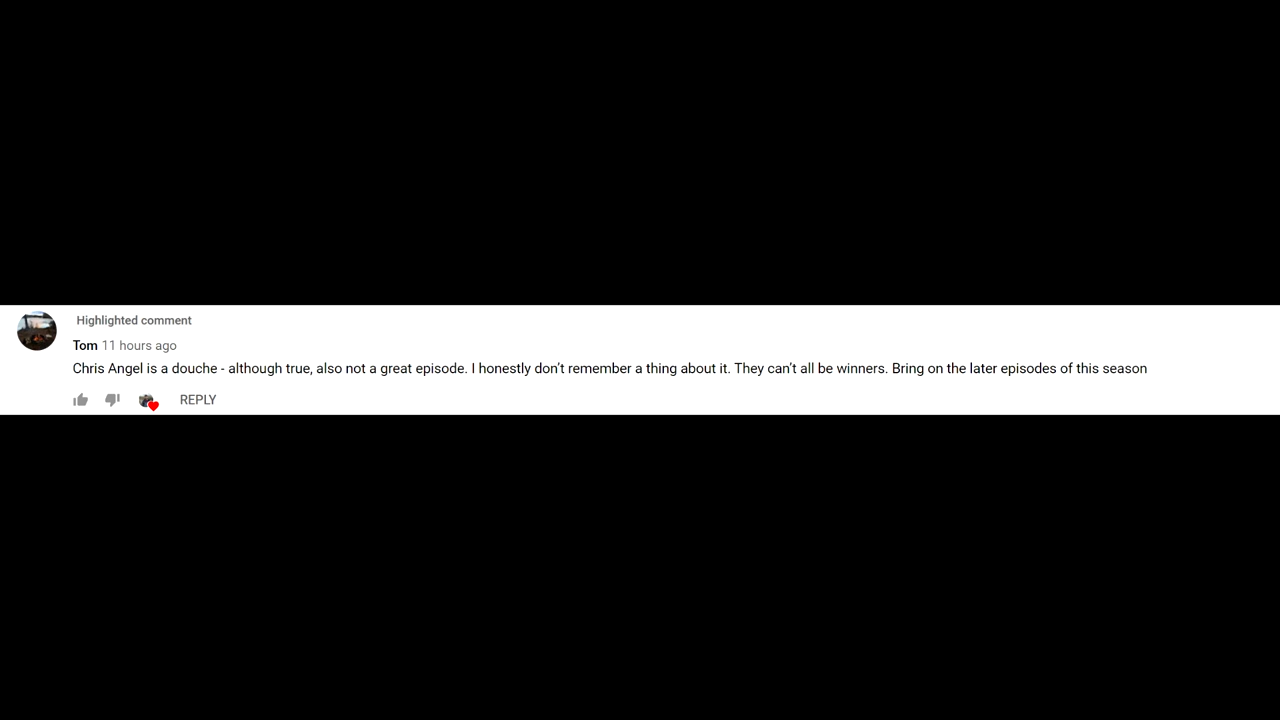 Highlighted comment
Tom 11 hours ago
Chris Angel is a douche - although true, also not a great episode. I honestly don’t remember a thing about it. They can’t all be winners. Bring on the later episodes of this season
REPLY